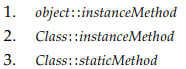 1. object::instanceMethod
2. Class::instanceMethod
3. Class::staticMethod